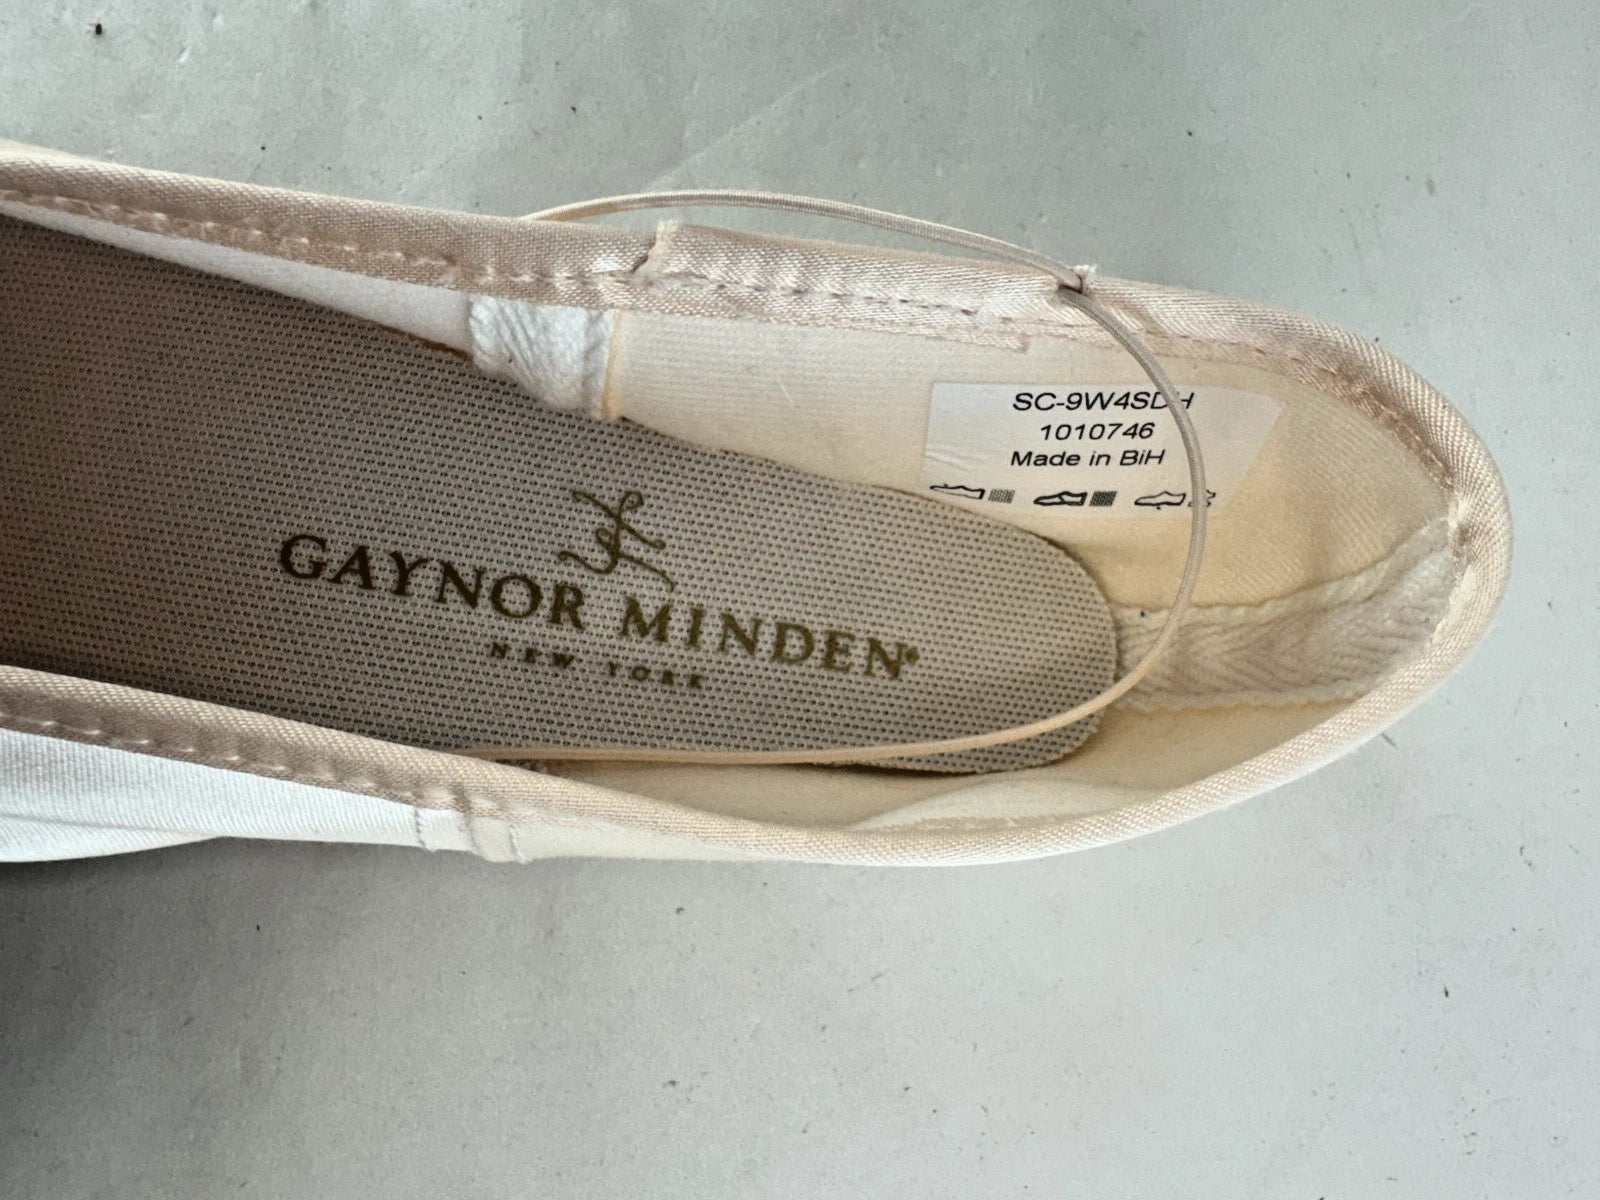 GAYNOR MINDEN®
NEW YORK
SC-9W4SDH
1010746
Made in BiH